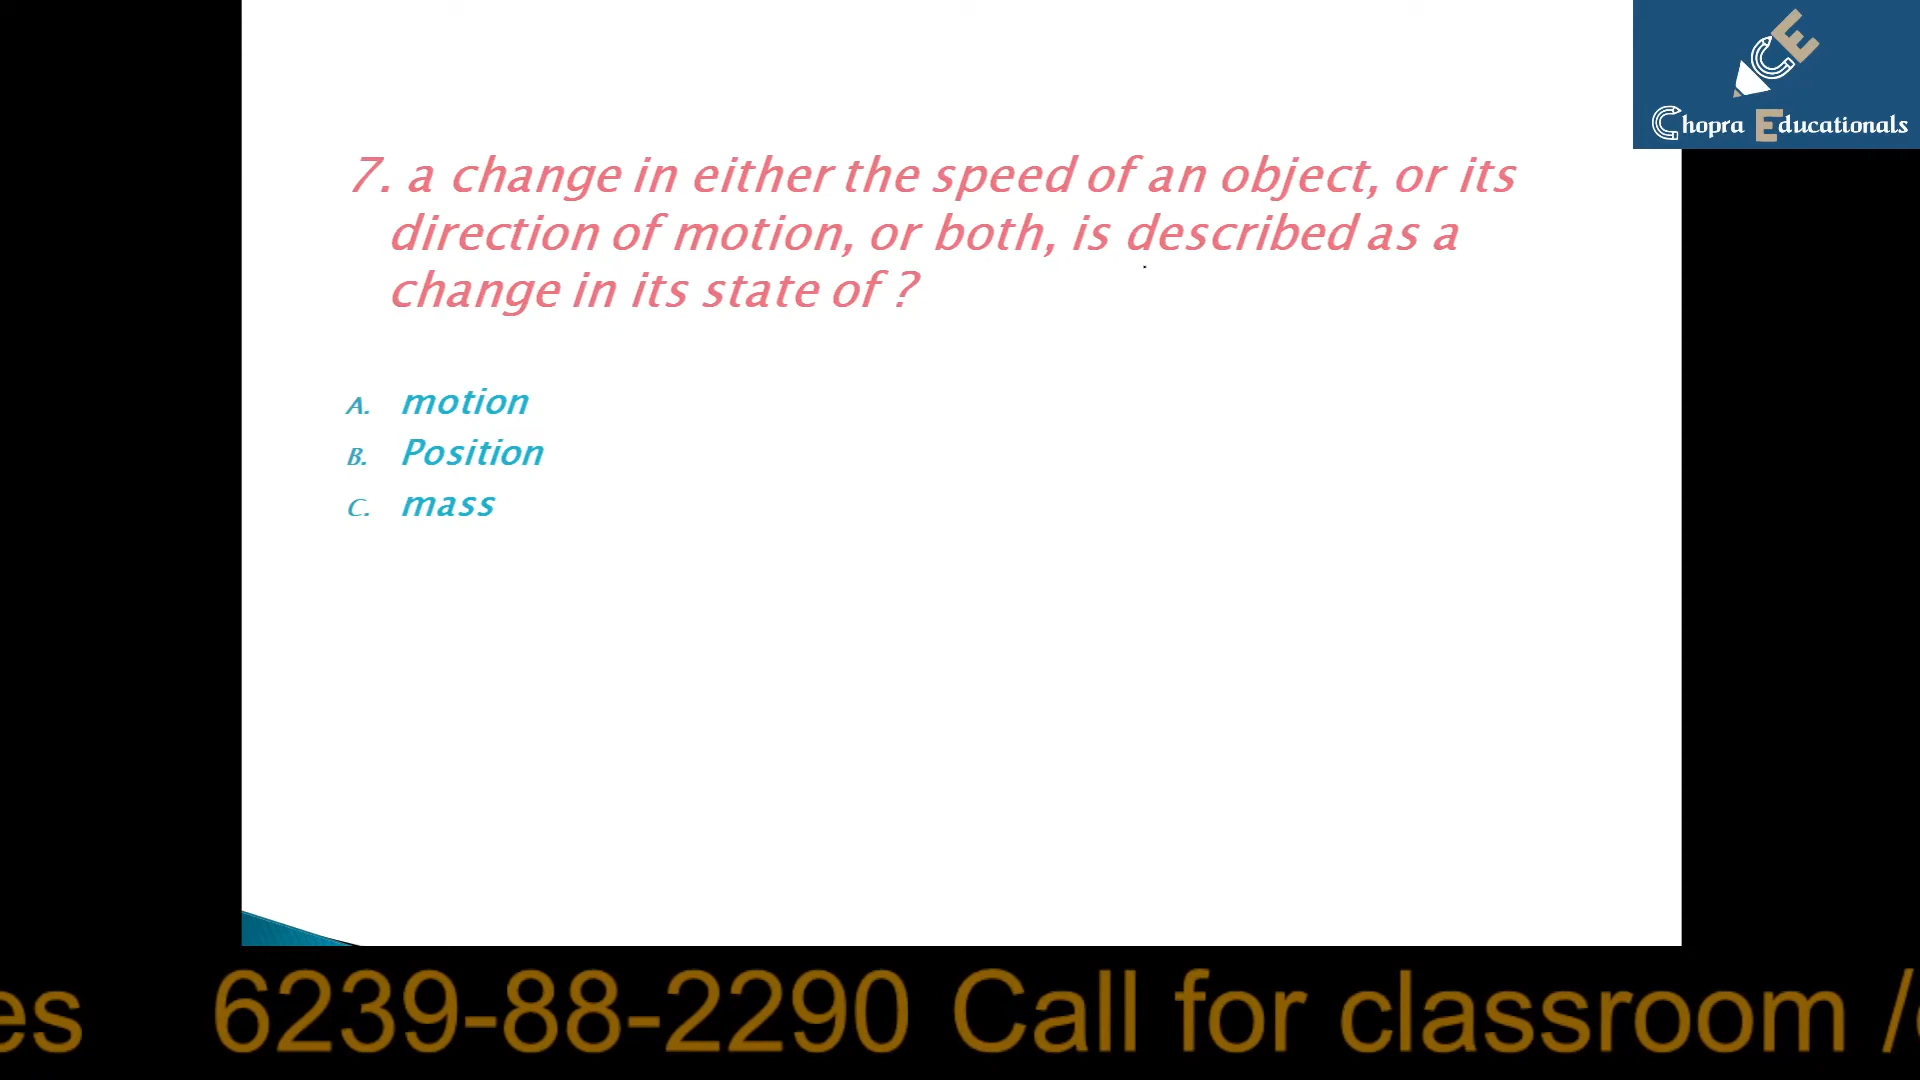 Chopra Educationals
7. a change in either the speed of an object, or its
direction of motion, or both, is described as a
change in its state of ?
A. motion
B. Position
C. mass
es 6239-88-2290 Call for classroom /